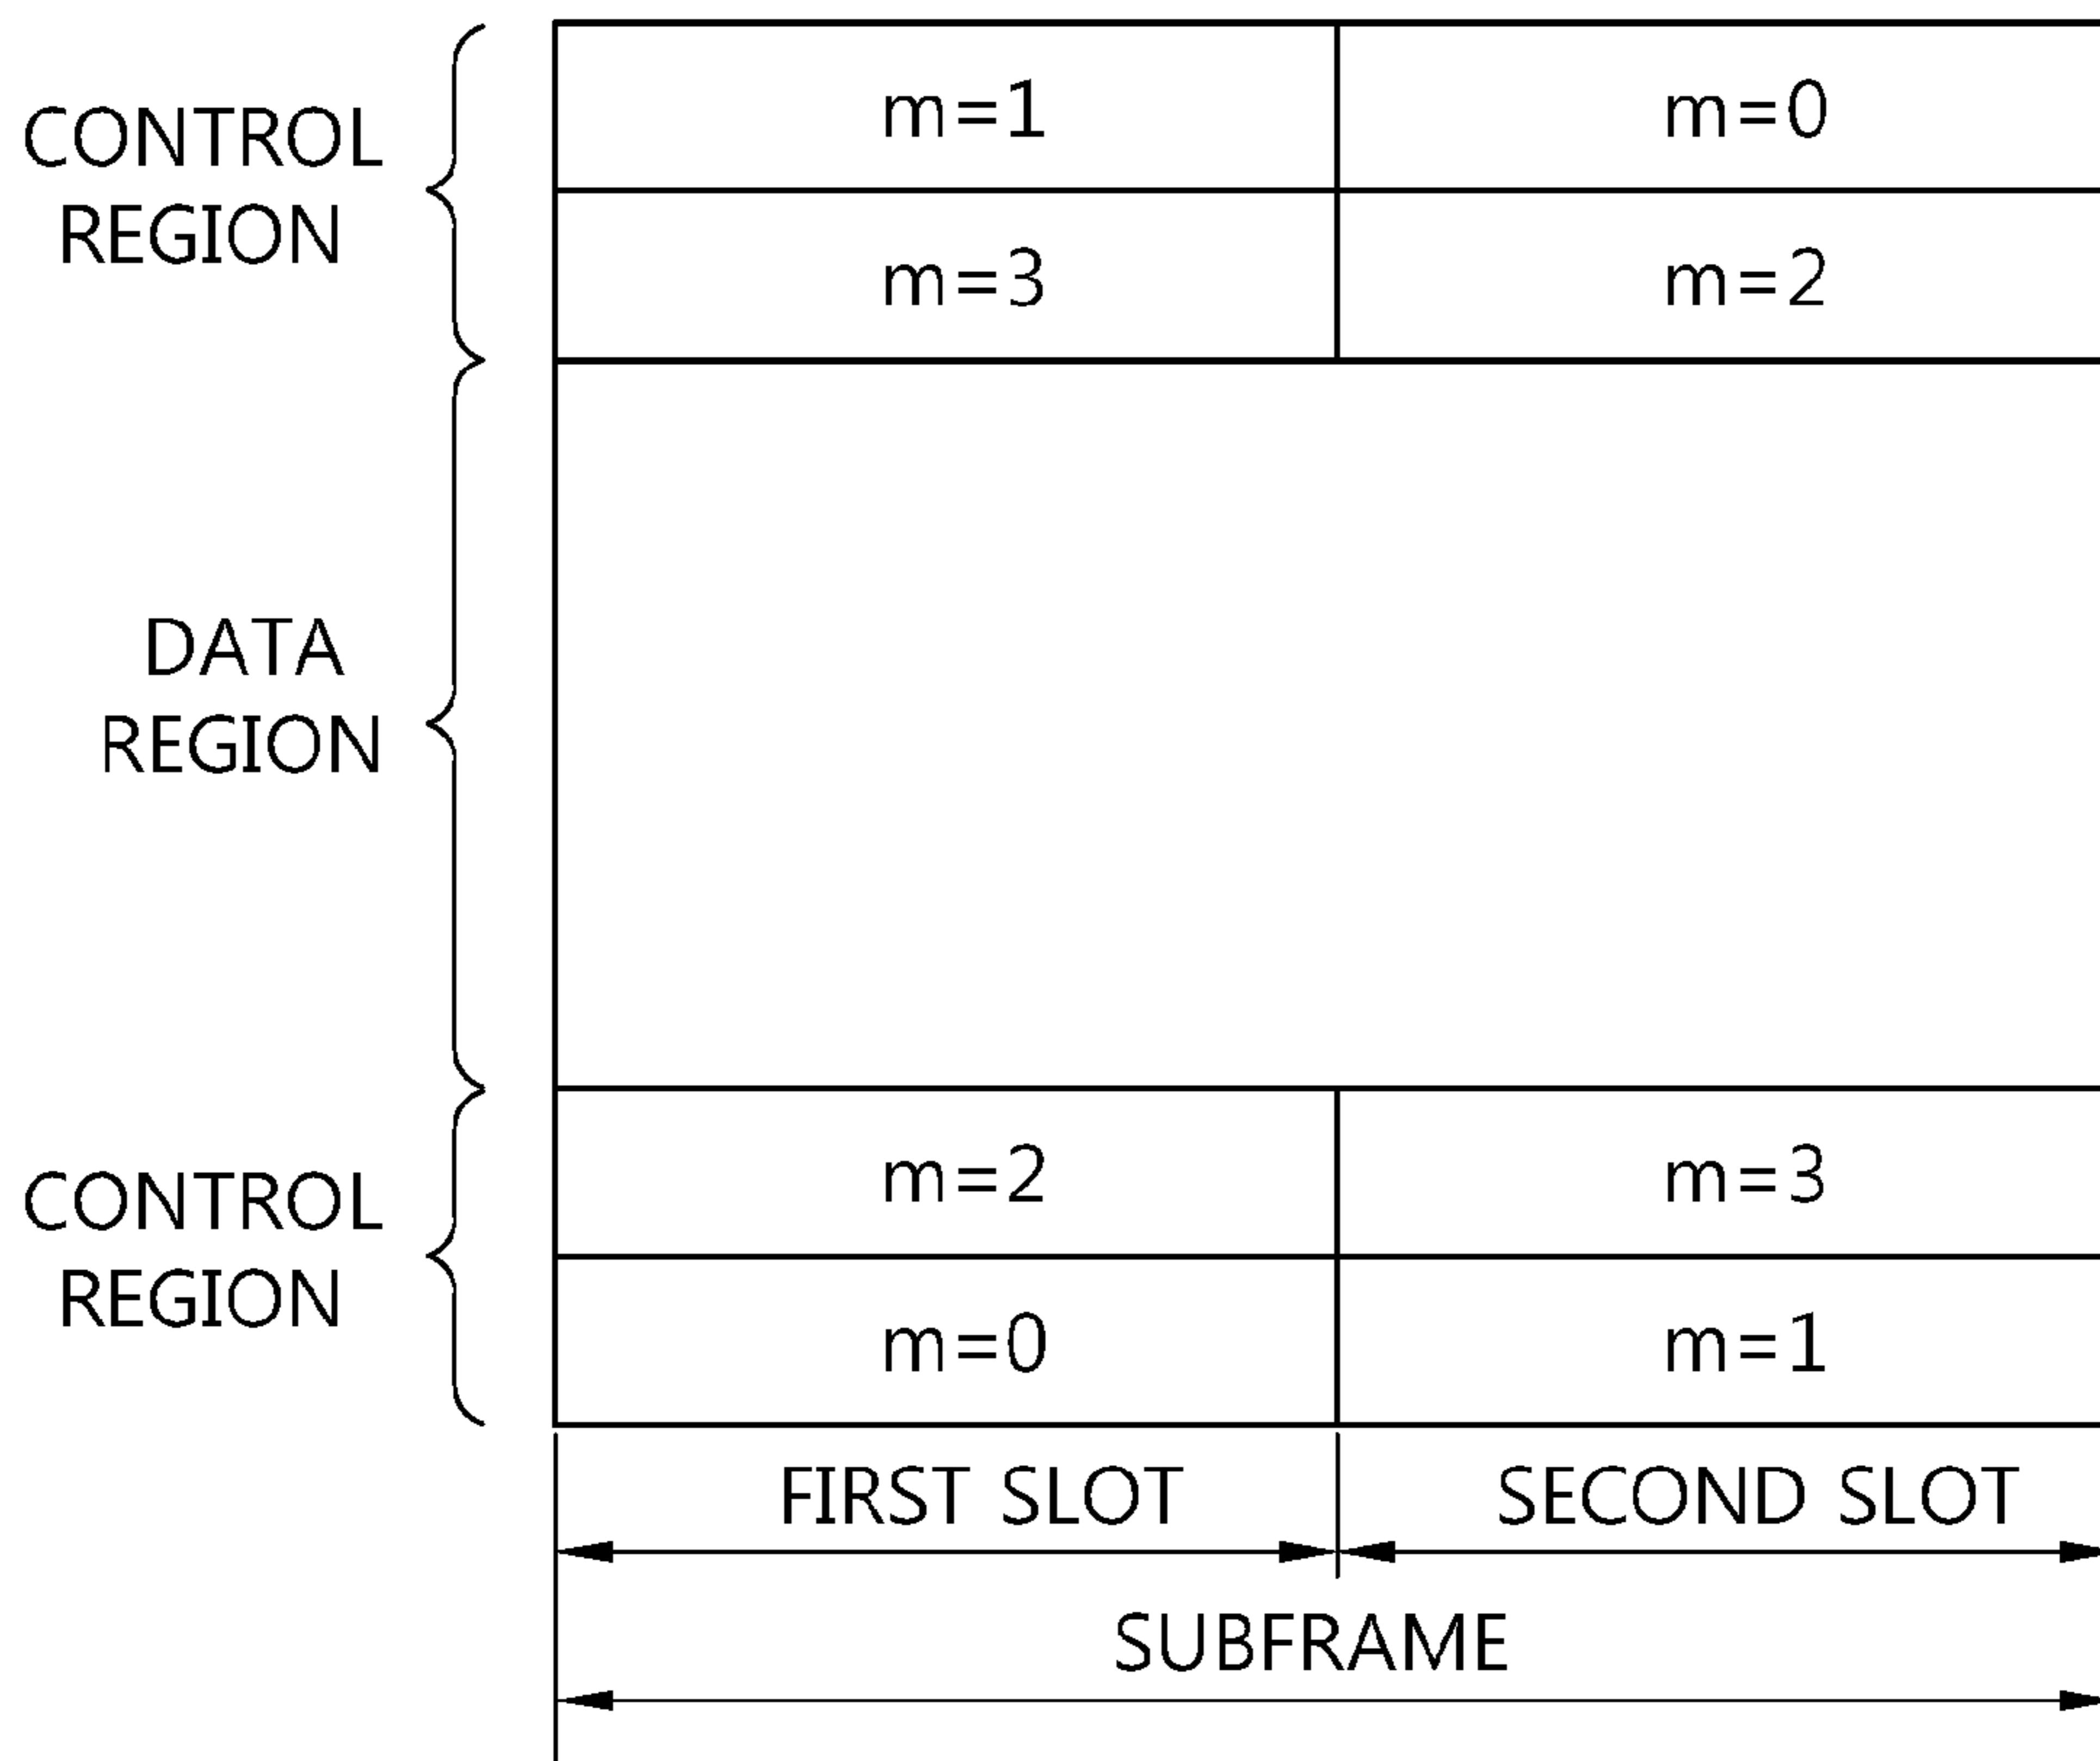 CONTROL
REGION
m=1
m=0
m=3
m=2
DATA
REGION
CONTROL
REGION
m=2
m=3
m=0
m=1
FIRST SLOT
SECOND SLOT
SUBFRAME